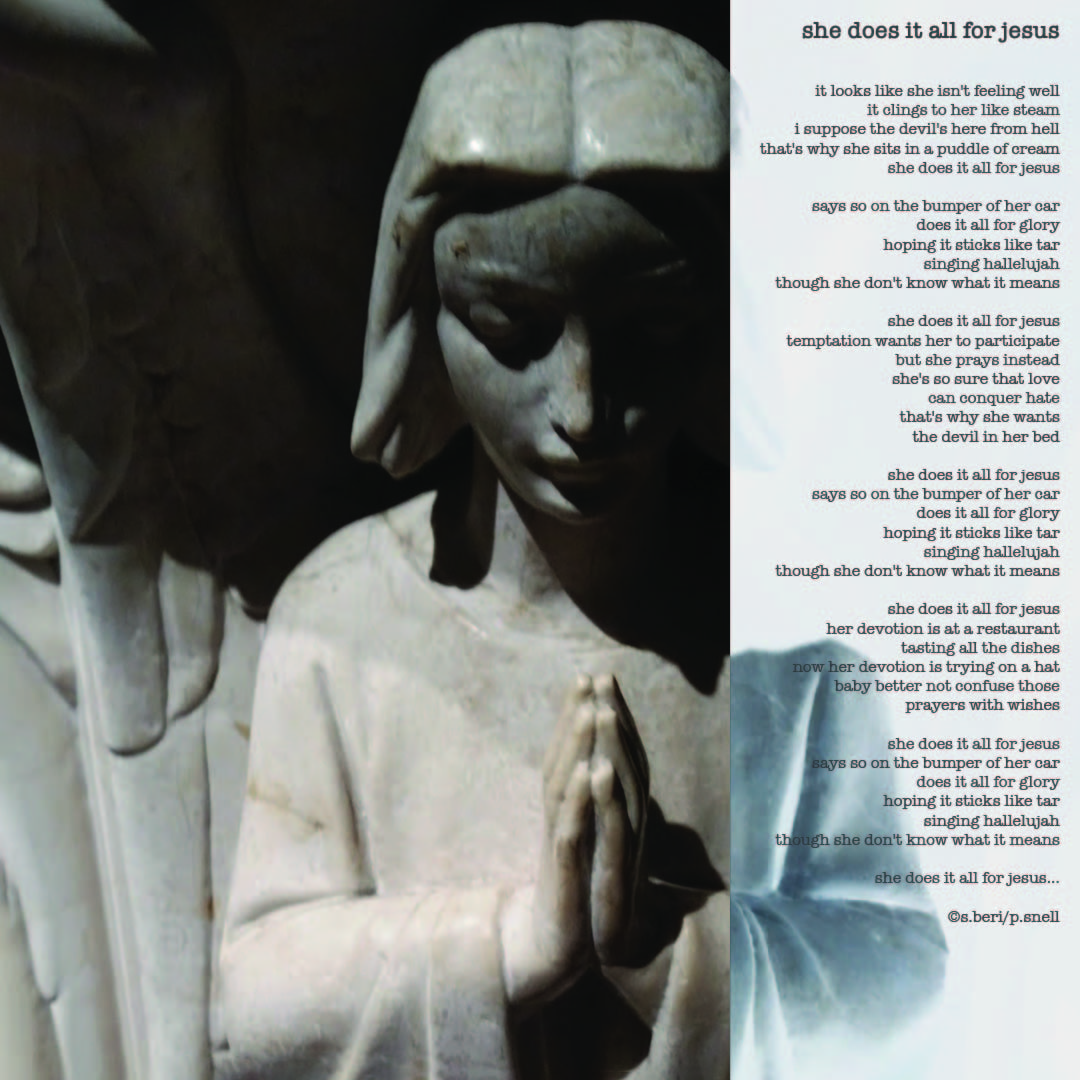 she does it all for jesus
it looks like she isn't feeling well
it clings to her like steam
i suppose the devil's here from hell
that's why she sits in a puddle of cream
she does it all for jesus
says so on the bumper of her car
does it all for glory
hoping it sticks like tar
singing hallelujah
though she don't know what it means
she does it all for jesus
temptation wants her to participate
but she prays instead
she's so sure that love
can conquer hate
that's why she wants
the devil in her bed
she does it all for jesus
says so on the bumper of her car
does it all for glory
hoping it sticks like tar
singing hallelujah
though she don't know what it means
she does it all for jesus
her devotion is at a restaurant
tasting all the dishes
now her devotion is trying on a hat
baby better not confuse those
prayers with wishes
she does it all for jesus
says so on the bumper of her car
does it all for glory
hoping it sticks like tar
singing hallelujah
though she don't know what it means
she does it all for jesus...
©s.beri/p.snell